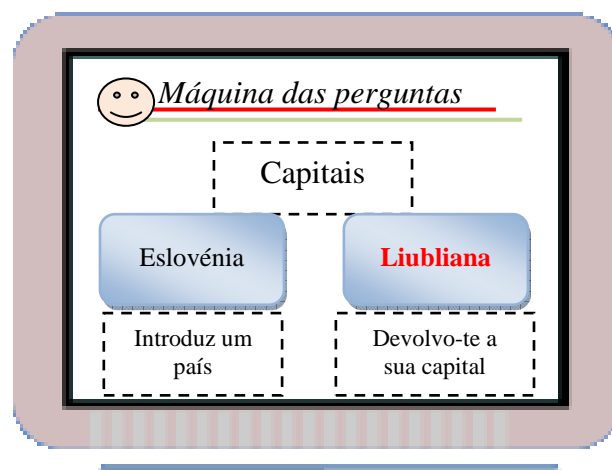 Máquina das perguntas
Capitais
Eslovénia
Liubliana
Introduz um
país
Devolvo-te a
sua capital